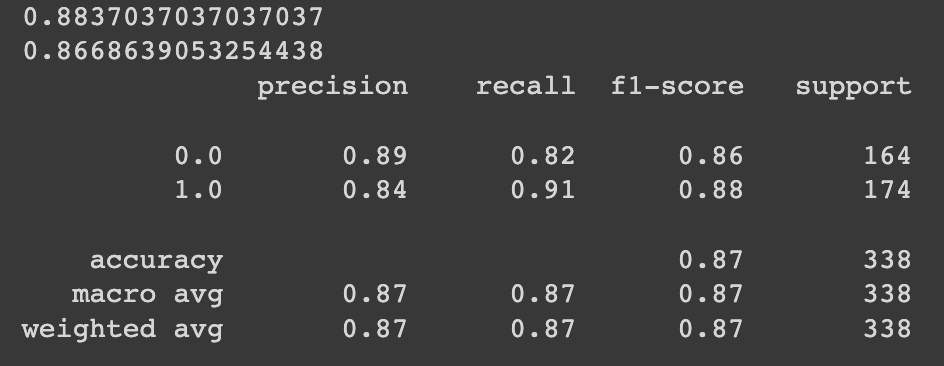 0.8837037037037037
0.8668639053254438
precision recall f1-score support
0.0 0.89 0.82 0.86 164
1.0 0.84 0.91 0.88 174
accuracy 0.87 338
macro avg 0.87 0.87 0.87 338
weighted avg 0.87 0.87 0.87 338